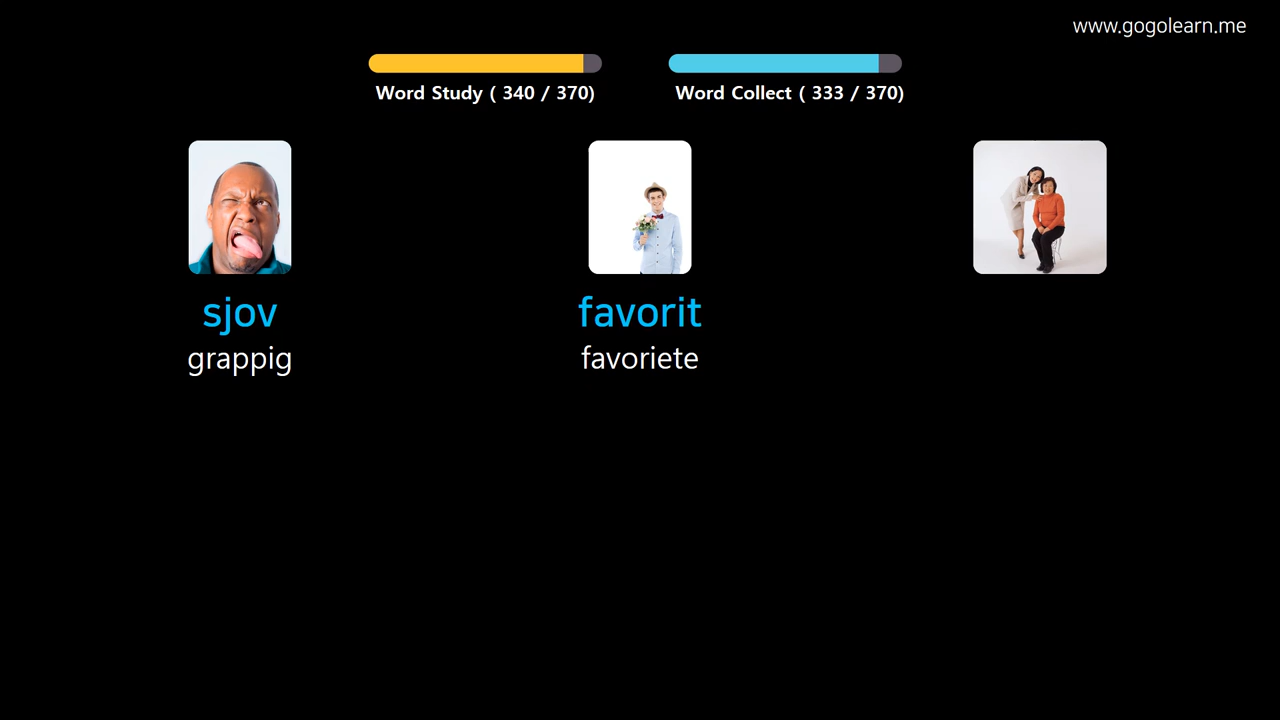 www.gogolearn.me
Word Study ( 340 / 370)
Word Collect ( 333 / 370)
sjov
favorit
grappig
favoriete